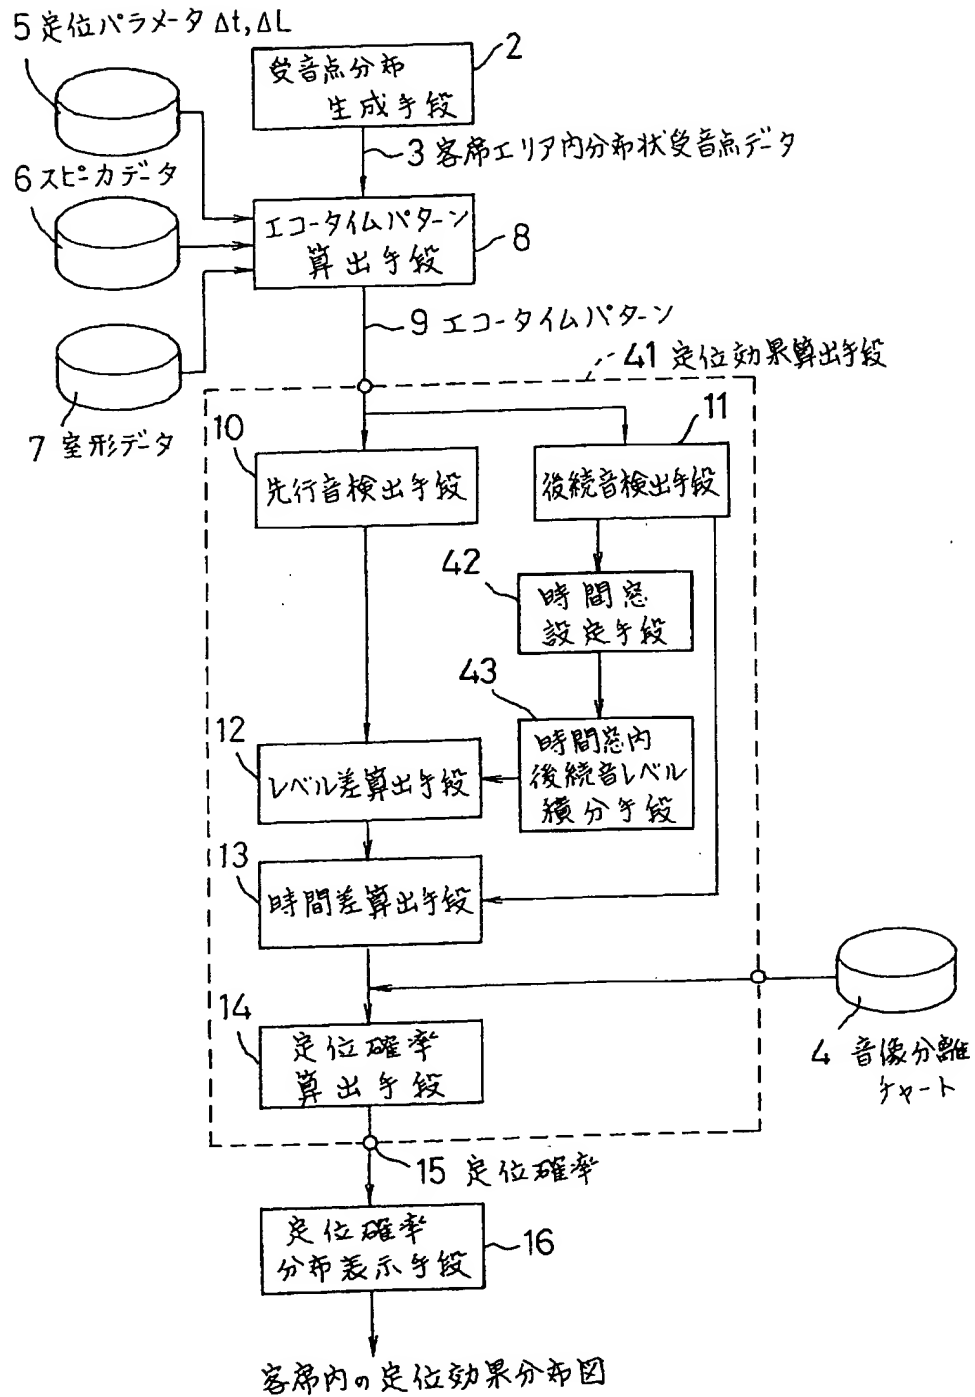 5 定位パラメータ Δt, ΔL
受音点分布
生成手段
2
3 客席エリア内分布状受音点データ
6 スピーカデータ
エコータイムパターン
算出手段
8
9 エコータイムパターン
41 定位効果算出手段
7 室形データ
10
11
先行音検出手段
後続音検出手段
42
時間窓
設定手段
43
12
時間窓内
後続音レベル
積分手段
レベル差算出手段
13
時間差算出手段
14
定位確率
算出手段
4 音像分離
チャート
15 定位確率
定位確率
分布表示手段
16
客席内の定位効果分布図